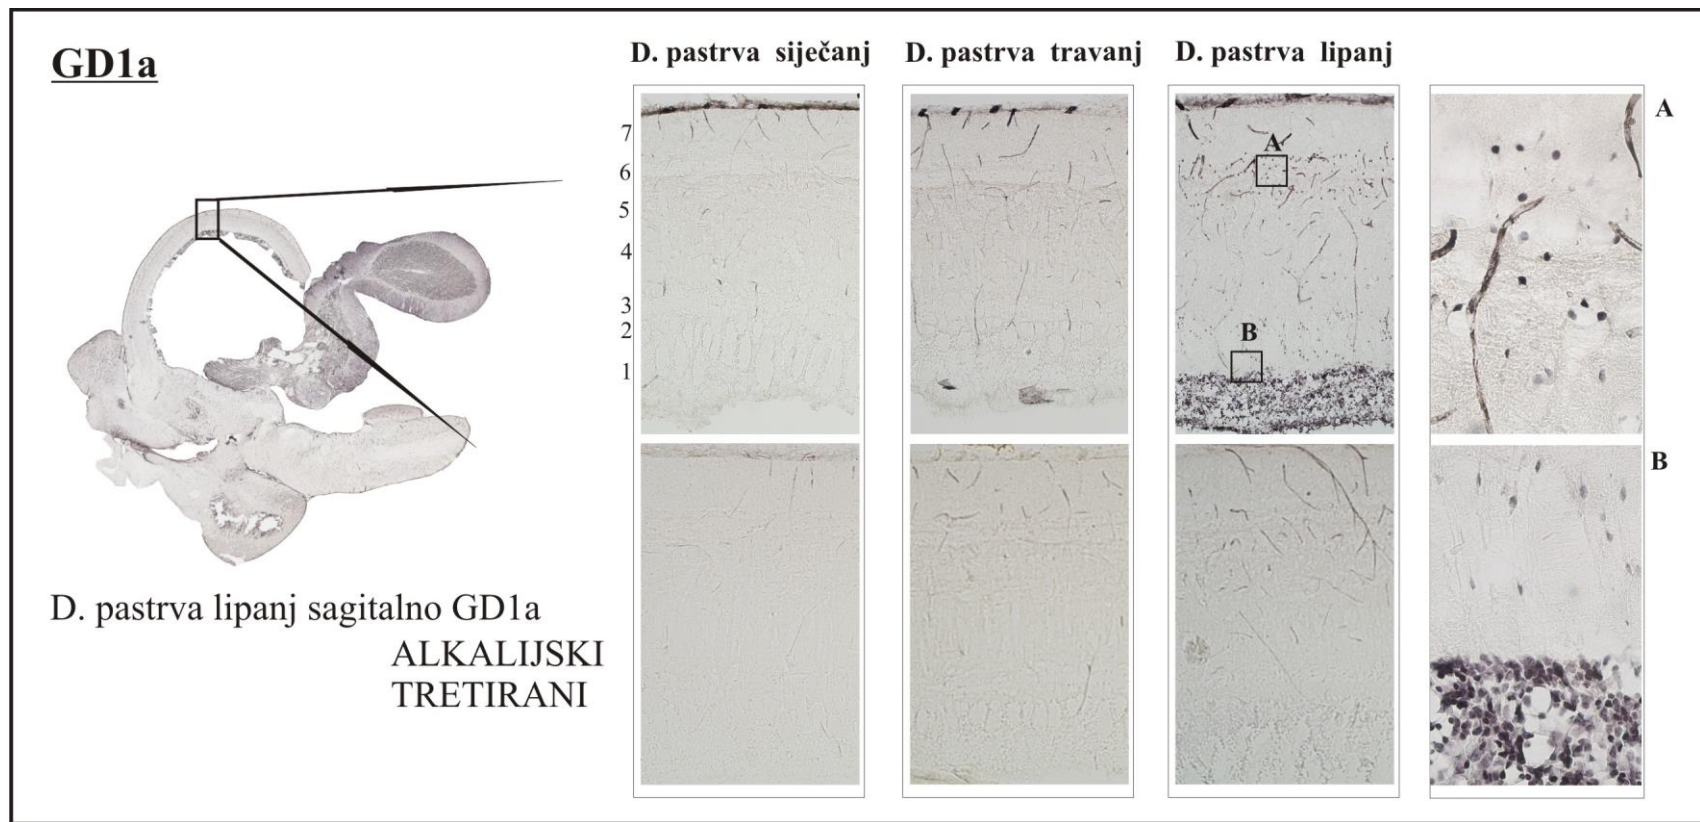 GD1a
D. pastrva siječanj
D. pastrva travanj
D. pastrva lipanj
7
6
5
4
3
2
1
A
B
A
B
D. pastrva lipanj sagitalno GD1a
ALKALIJSKI
TRETIRANI